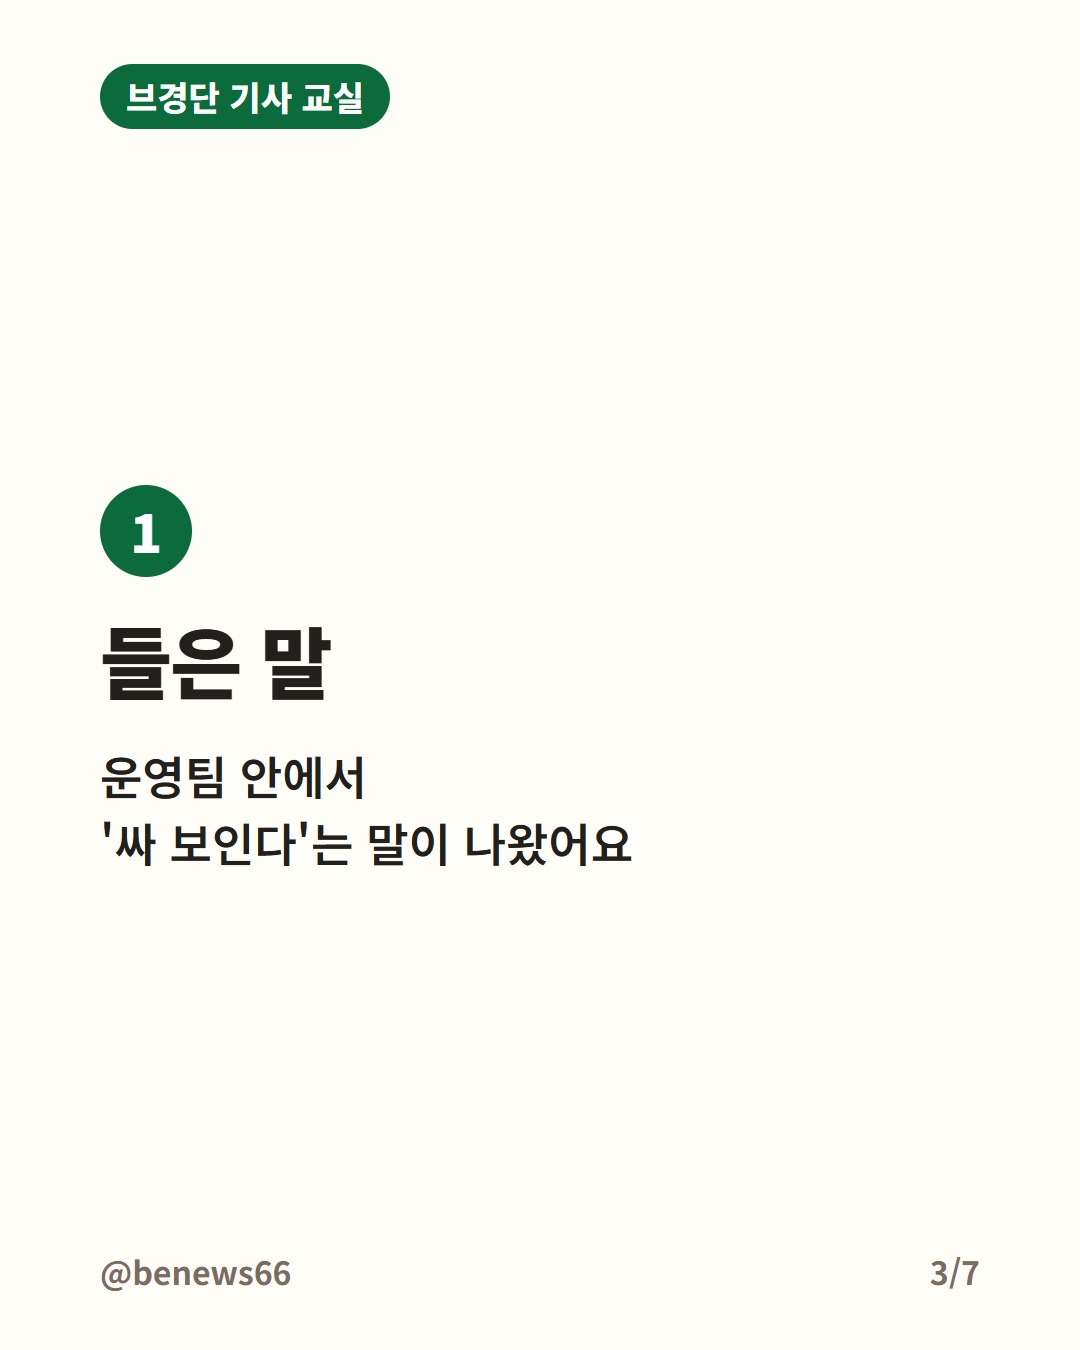 브경단 기사 교실
1
들은 말
운영팀 안에서
'싸 보인다'는 말이 나왔어요
@benews66
3/7